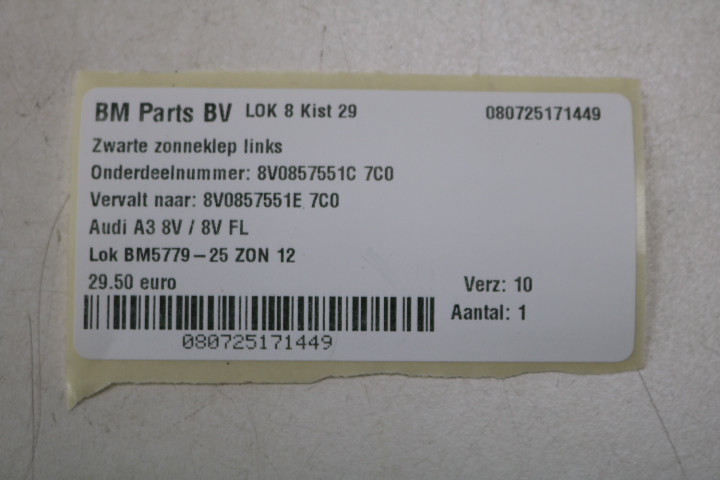 BM Parts BV LOK 8 Kist 29 080725171449
Zwarte zonneklep links
Onderdeelnummer: 8V0857551C 7C0
Vervalt naar: 8V0857551E 7C0
Audi A3 8V / 8V FL
Lok BM5779-25 ZON 12
29.50 euro Verz: 10
Aantal: 1
080725171449